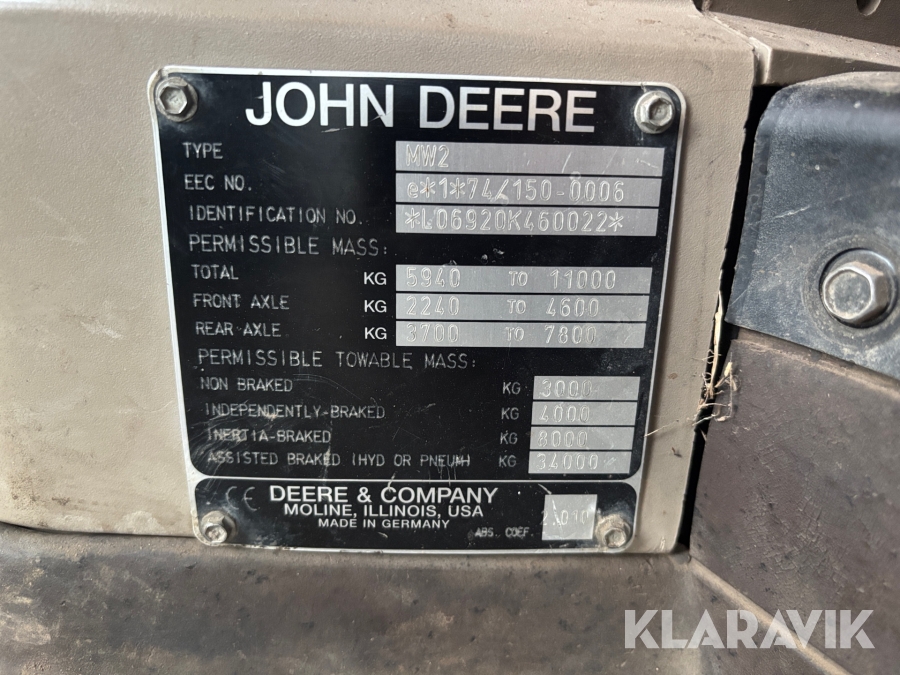 JOHN DEERE
TYPE MW2
EEC NO. e*1*74/150-0006
IDENTIFICATION NO. *L06920K460022*
PERMISSIBLE MASS:
TOTAL KG 5940 TO 11000
FRONT AXLE KG 2240 TO 4600
REAR AXLE KG 3700 TO 7800
PERMISSIBLE TOWABLE MASS:
NON BRAKED KG 3000
INDEPENDENTLY-BRAKED KG 4000
INERTIA-BRAKED KG 8000
ASSISTED BRAKED (HYD OR PNEUM) KG 34000
CE DEERE & COMPANY
MOLINE, ILLINOIS, USA
MADE IN GERMANY
ABS. COEF.
KLARAVIK